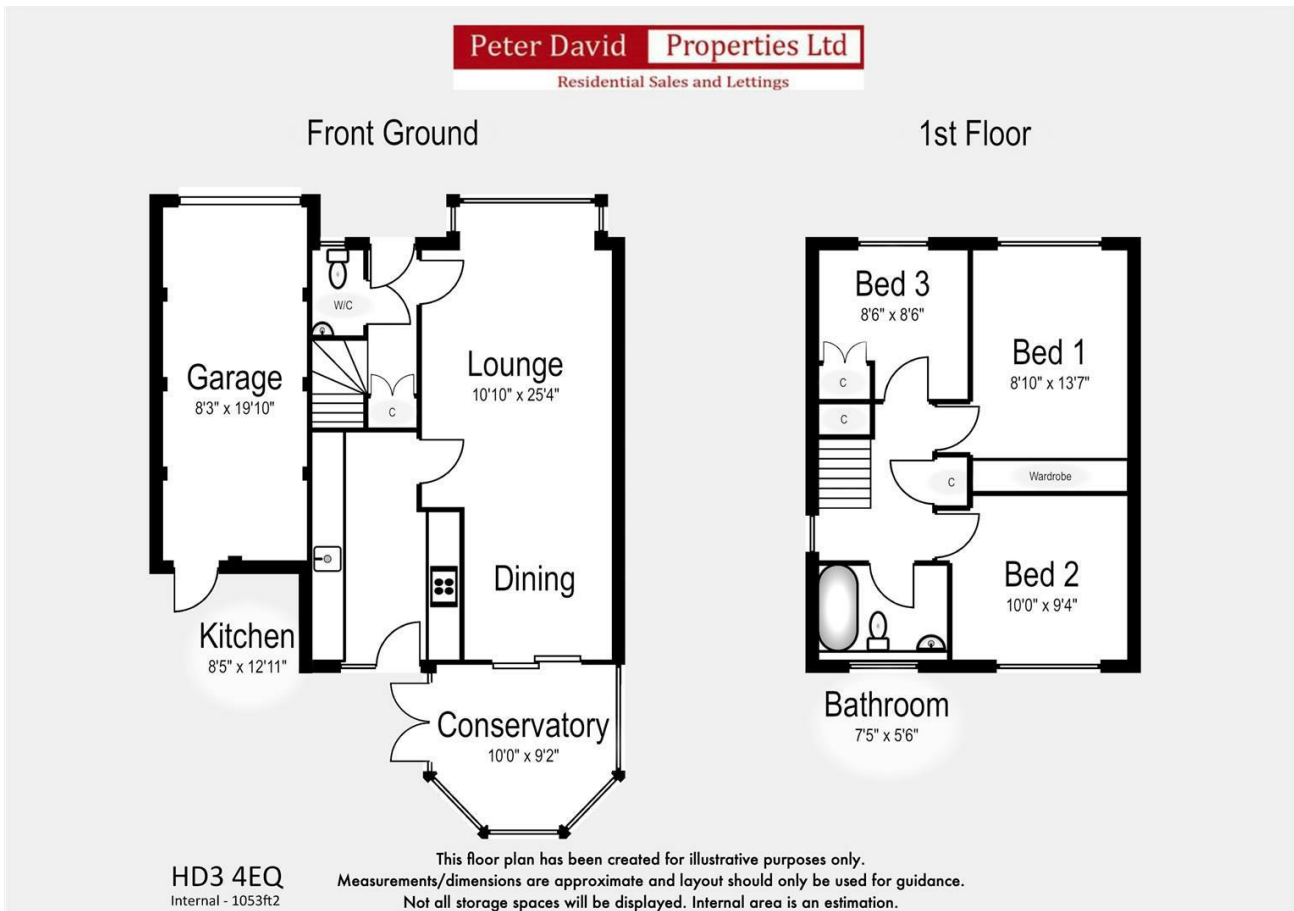 Peter David Properties Ltd
Residential Sales and Lettings
Front Ground
1st Floor
Garage
8'3" x 19'10"
W/C
C
Lounge
10'10" x 25'4"
Dining
Kitchen
8'5" x 12'11"
Conservatory
10'0" x 9'2"
Bed 3
8'6" x 8'6"
C
C
Bed 1
8'10" x 13'7"
C
Wardrobe
Bed 2
10'0" x 9'4"
Bathroom
7'5" x 5'6"
HD3 4EQ
Internal - 1053ft2
This floor plan has been created for illustrative purposes only.
Measurements/dimensions are approximate and layout should only be used for guidance.
Not all storage spaces will be displayed. Internal area is an estimation.